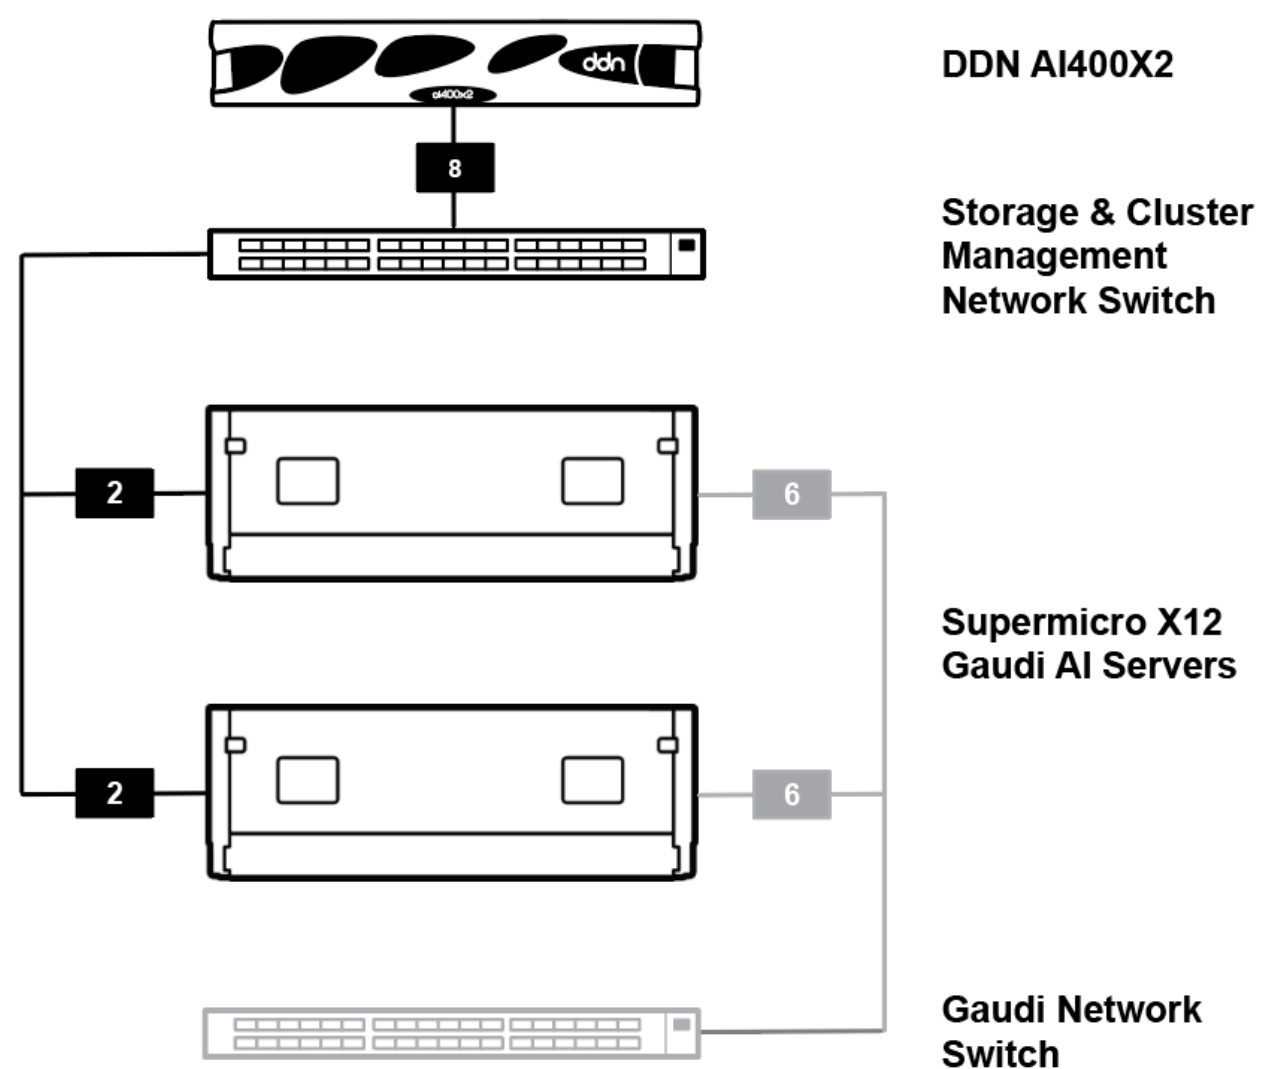 ddn
ai400x2
DDN AI400X2
8
Storage & Cluster
Management
Network Switch
2
6
Supermicro X12
Gaudi AI Servers
2
6
Gaudi Network
Switch